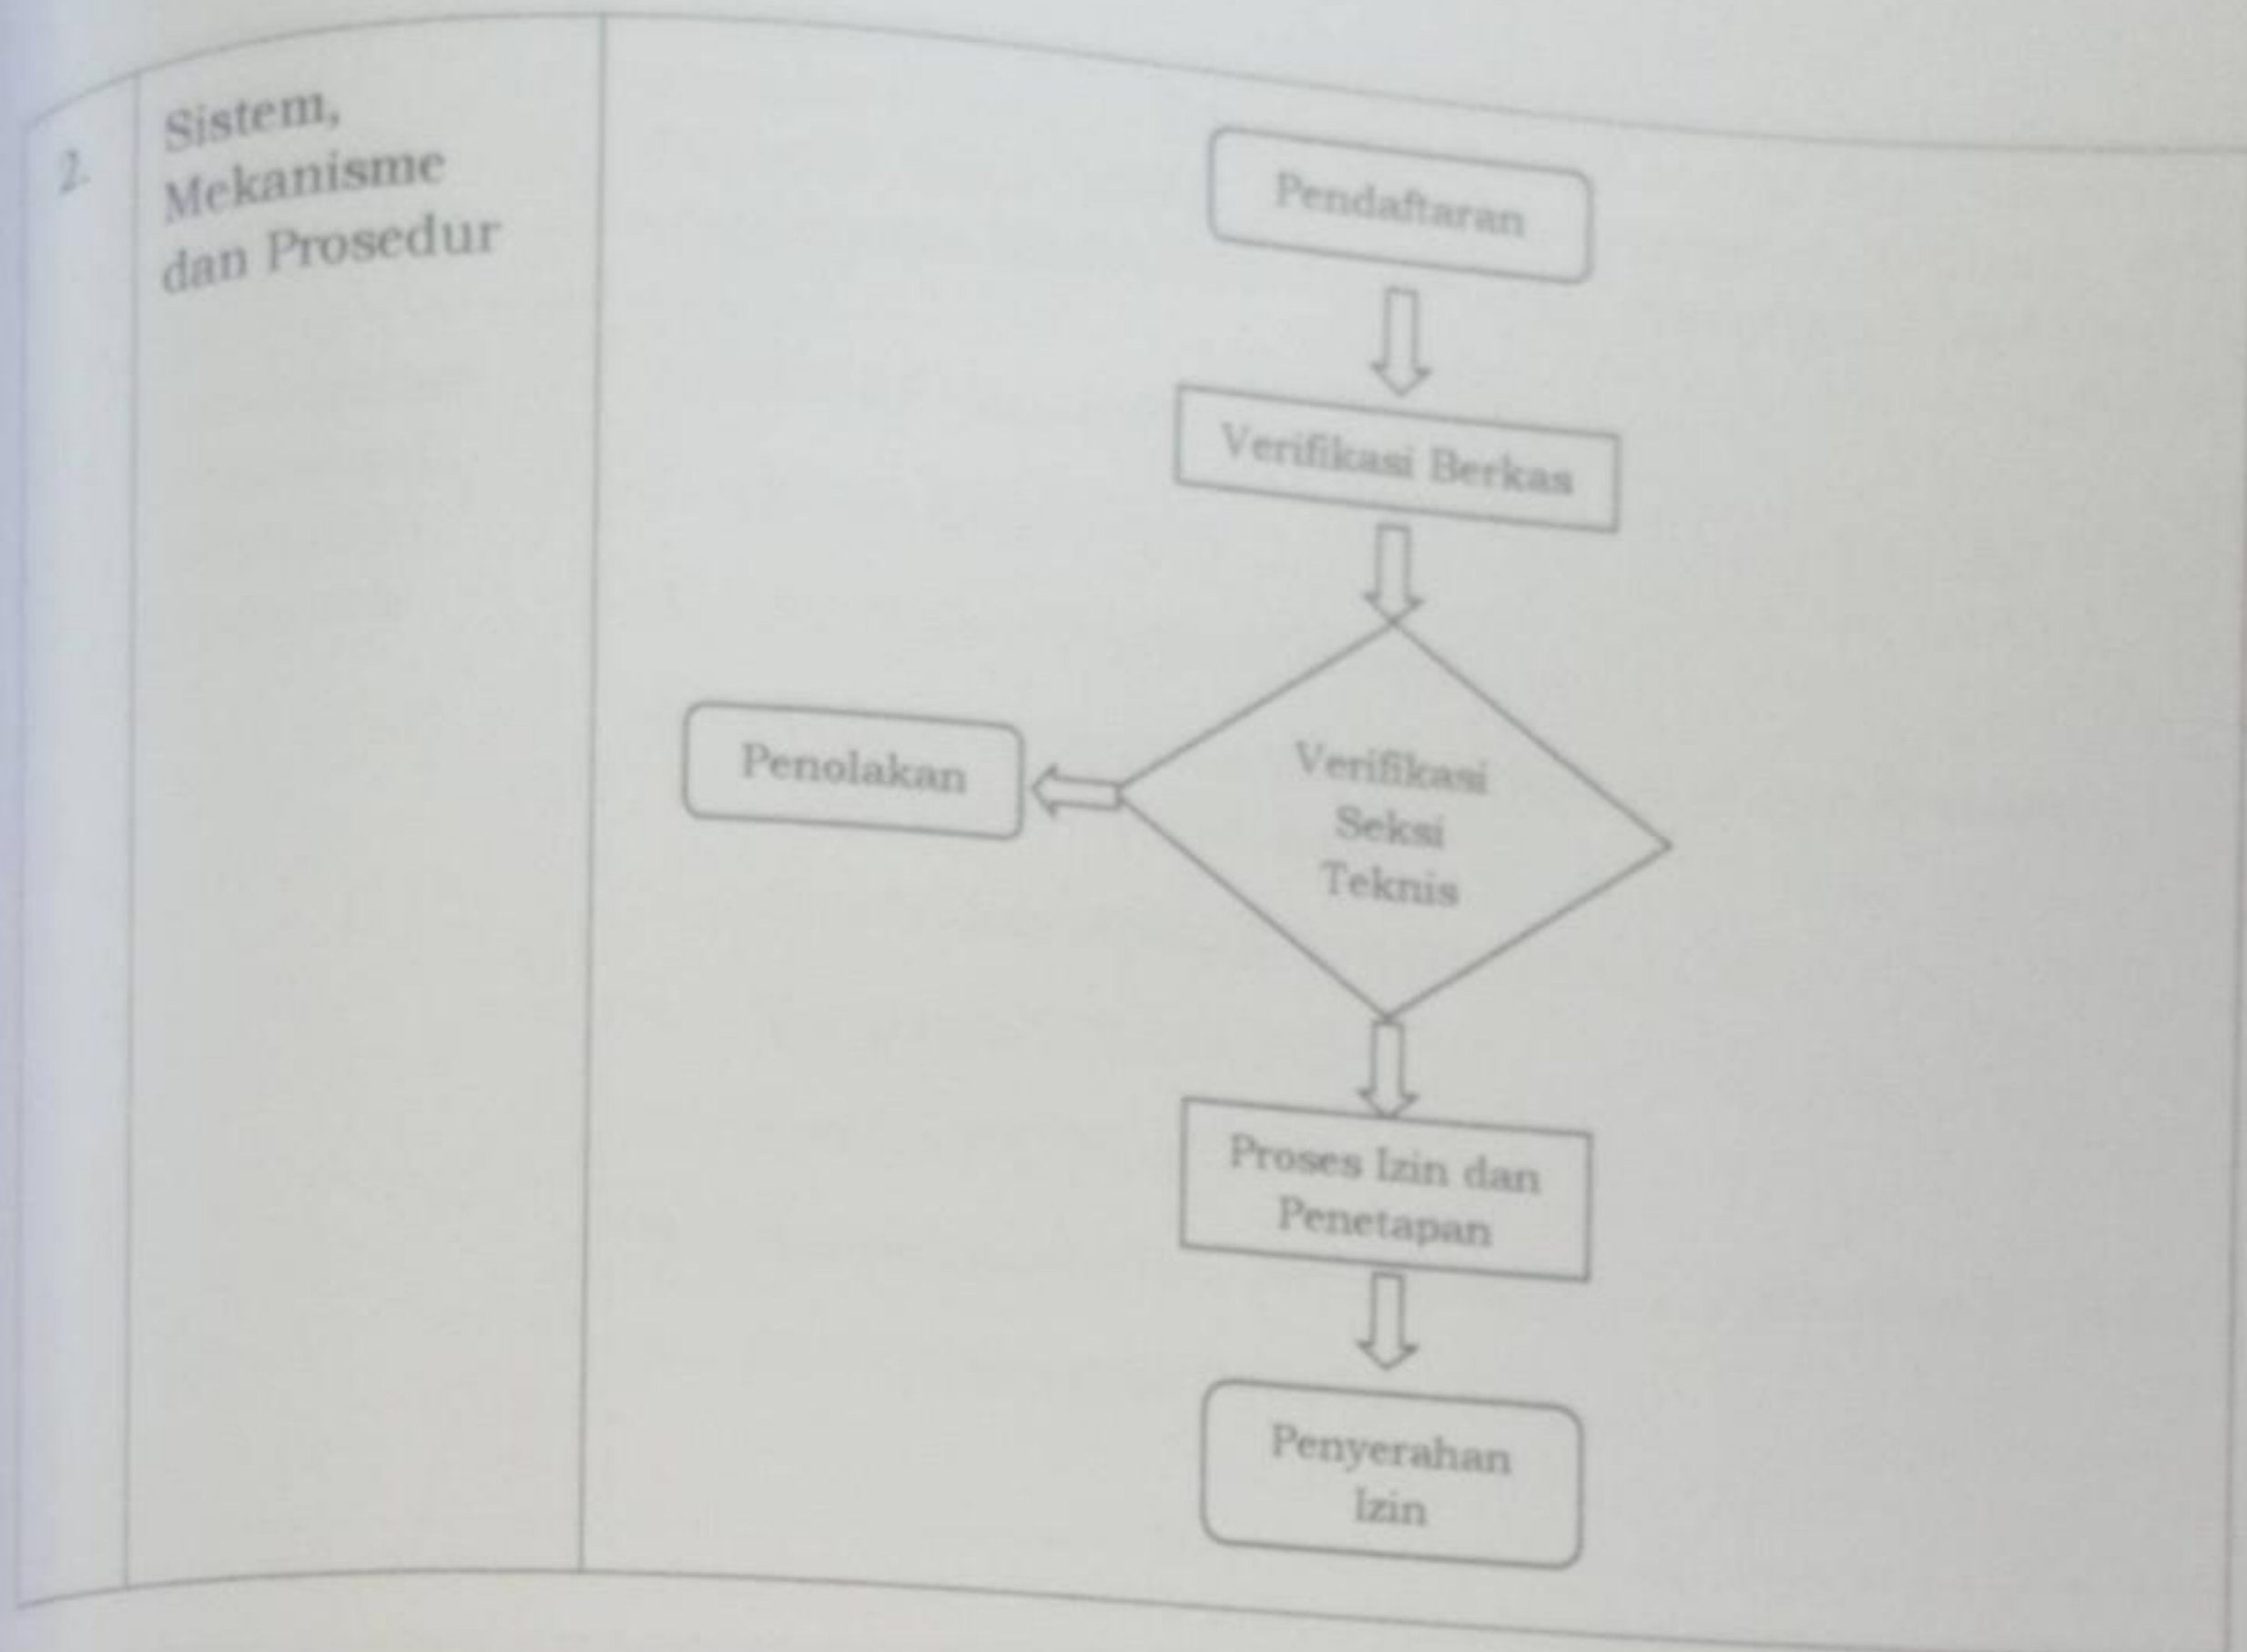 2.
Sistem,
Mekanisme
dan Prosedur
Pendaftaran
Verifikasi Berkas
Penolakan
Verifikasi
Seksi
Teknis
Proses Izin dan
Penetapan
Penyerahan
Izin